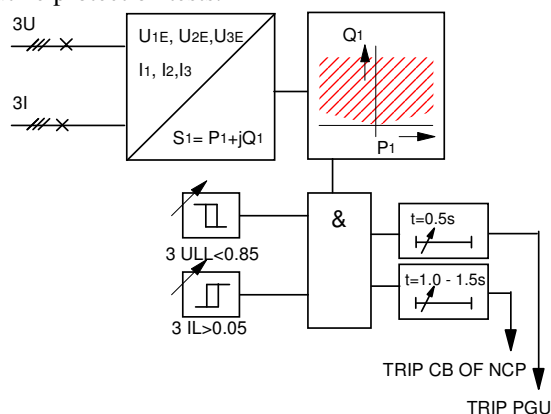 3U
U1E, U2E,U3E
I1, I2,I3
3I
S1= P1+jQ1
Q1
P1
&
3 ULL<0.85
3 IL>0.05
t=0.5s
t=1.0 - 1.5s
TRIP CB OF NCP
TRIP PGU